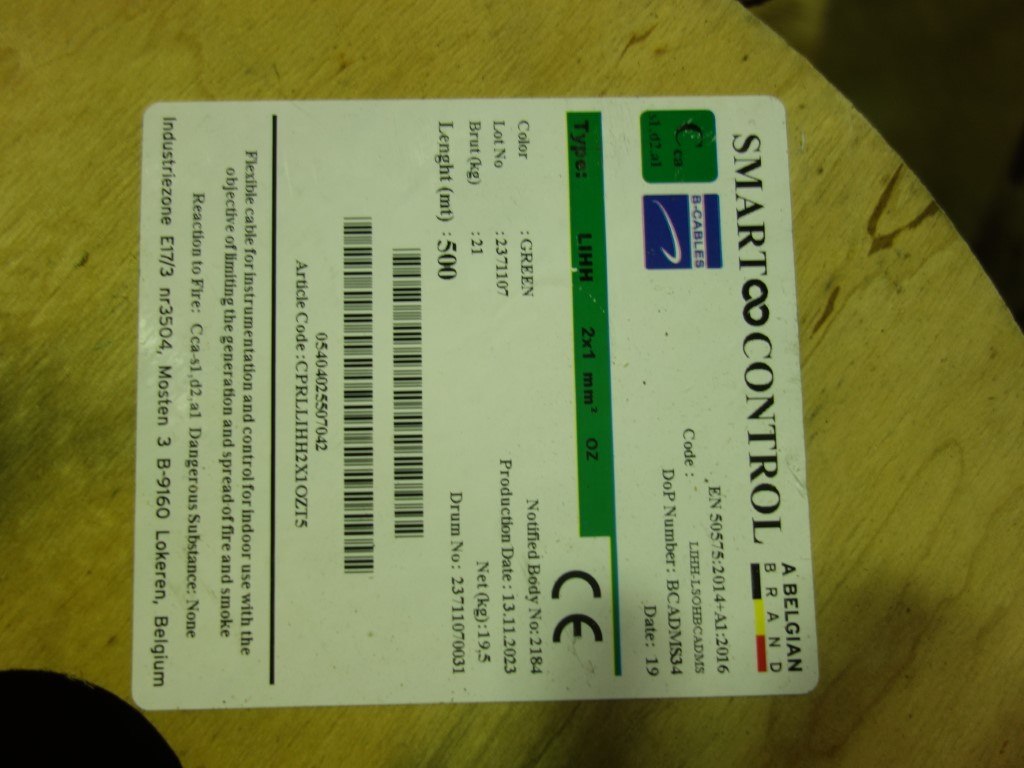 SMART CONTROL
A BELGIAN
BRAND
Cca
s1,d2,a1
B-CABLES
EN 50575:2014+A1:2016
Code : LIHH-LSOHBCADMS
DoP Number: BCADMS34
Date: 19
Type: LIHH 2x1 mm² OZ
CE
Color : GREEN
Notified Body No:2184
Lot No : 2371107
Production Date: 13.11.2023
Brut (kg) : 21
Net (kg):19,5
Lenght (mt) : 500
Drum No: 23711070031
05404025507042
Article Code :CPRLLIHH2X1OZT5
Flexible cable for instrumentation and control for indoor use with the
objective of limiting the generation and spread of fire and smoke
Reaction to Fire: Cca-s1,d2,a1 Dangerous Substance: None
Industriezone E17/3 nr3504, Mosten 3 B-9160 Lokeren, Belgium